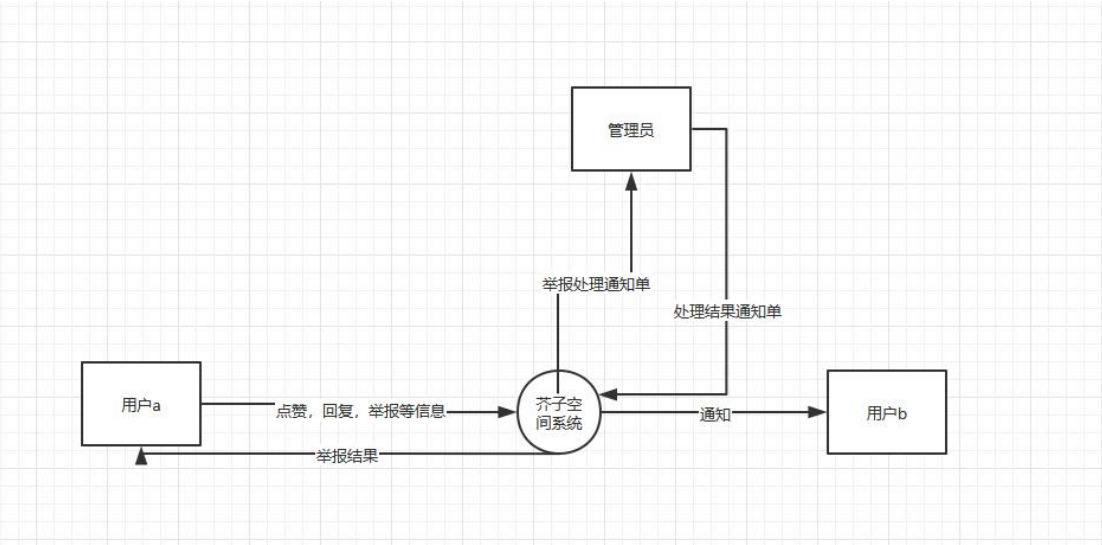 管理员
举报处理通知单
处理结果通知单
用户a
点赞，回复，举报等信息
芥子空
间系统
通知
用户b
举报结果